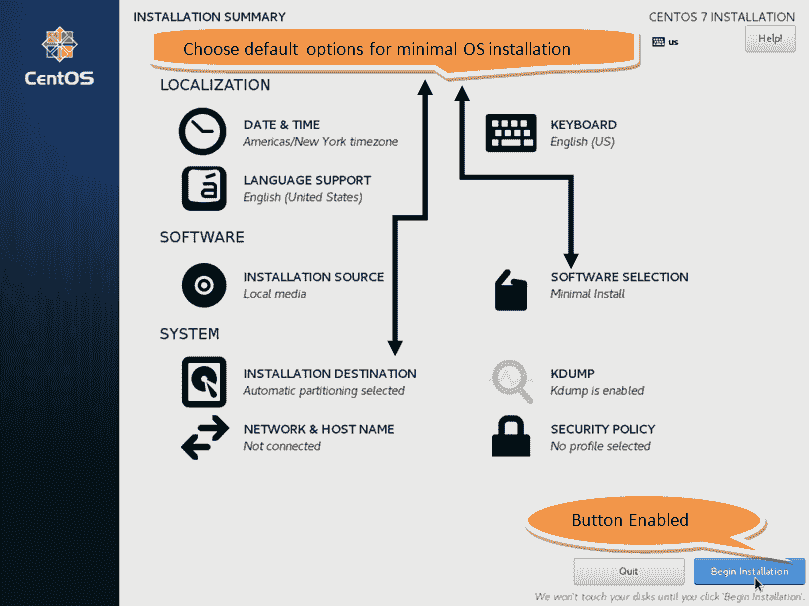 INSTALLATION SUMMARY
CENTOS 7 INSTALLATION
us
Help!
CentOS
Choose default options for minimal OS installation
LOCALIZATION
DATE & TIME
Americas/New York timezone
KEYBOARD
English (US)
LANGUAGE SUPPORT
English (United States)
SOFTWARE
INSTALLATION SOURCE
Local media
SOFTWARE SELECTION
Minimal Install
SYSTEM
INSTALLATION DESTINATION
Automatic partitioning selected
KDUMP
Kdump is enabled
NETWORK & HOST NAME
Not connected
SECURITY POLICY
No profile selected
Button Enabled
Quit
Begin Installation
We won't touch your disks until you click 'Begin Installation'.